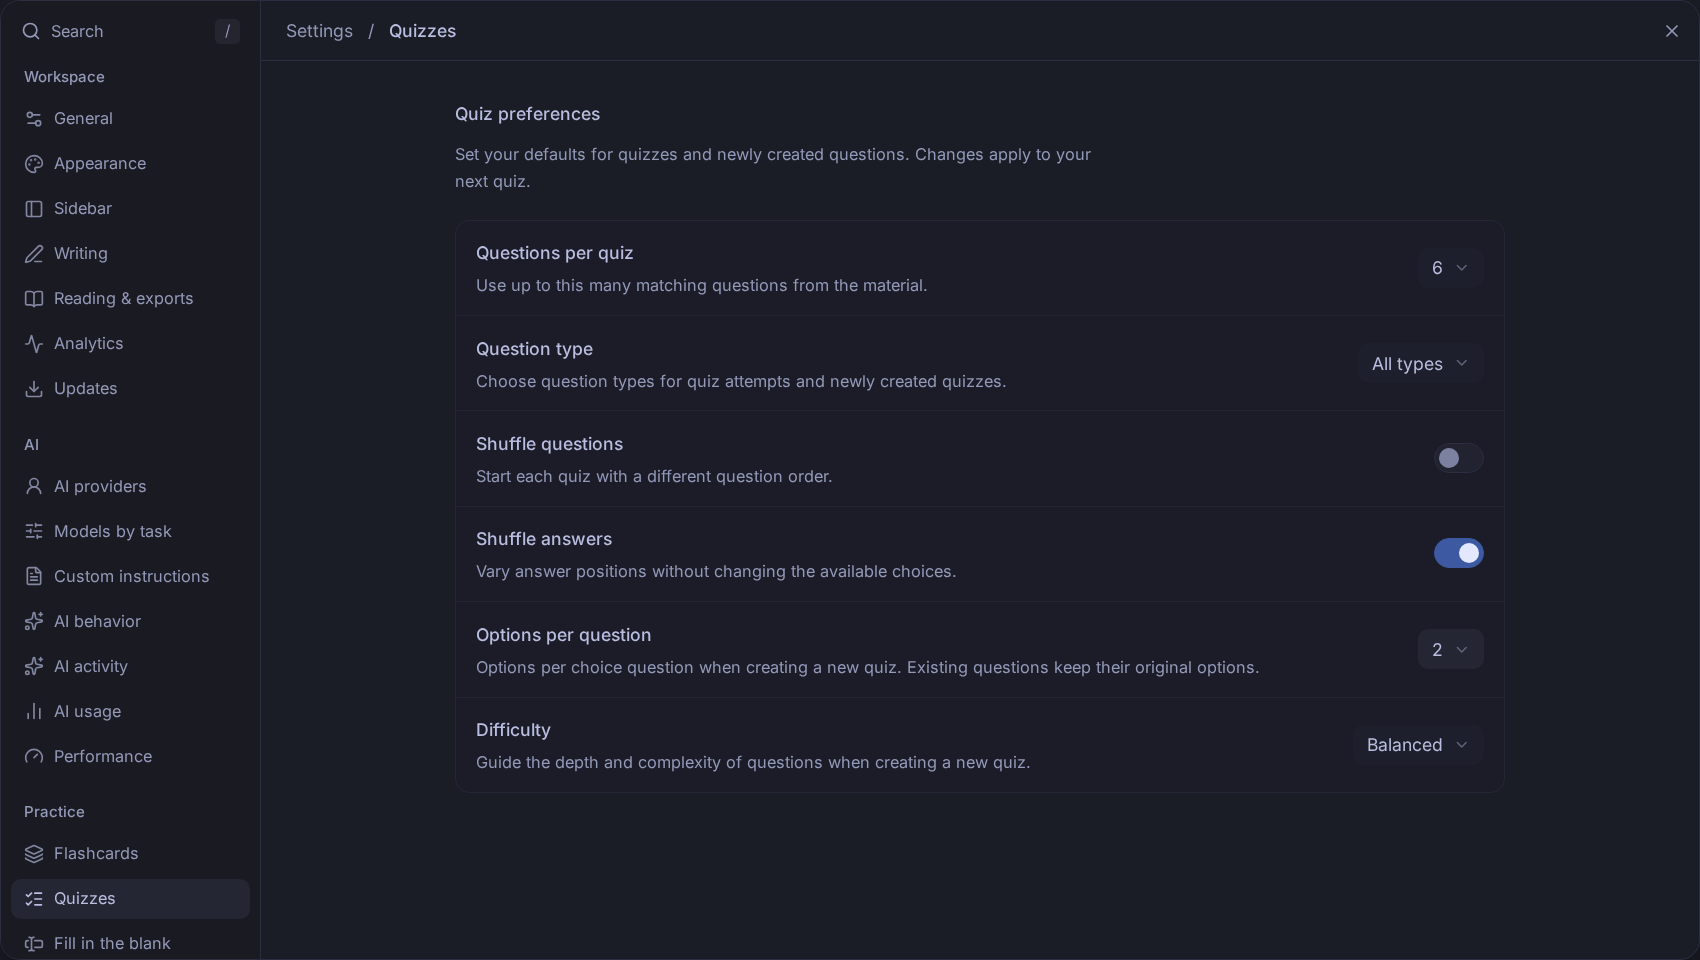 Search /
Workspace
General
Appearance
Sidebar
Writing
Reading & exports
Analytics
Updates
AI
AI providers
Models by task
Custom instructions
AI behavior
AI activity
AI usage
Performance
Practice
Flashcards
Quizzes
Fill in the blank
Settings / Quizzes
Quiz preferences
Set your defaults for quizzes and newly created questions. Changes apply to your
next quiz.
Questions per quiz
Use up to this many matching questions from the material.
6
Question type
Choose question types for quiz attempts and newly created quizzes.
All types
Shuffle questions
Start each quiz with a different question order.
Shuffle answers
Vary answer positions without changing the available choices.
Options per question
Options per choice question when creating a new quiz. Existing questions keep their original options.
2
Difficulty
Guide the depth and complexity of questions when creating a new quiz.
Balanced